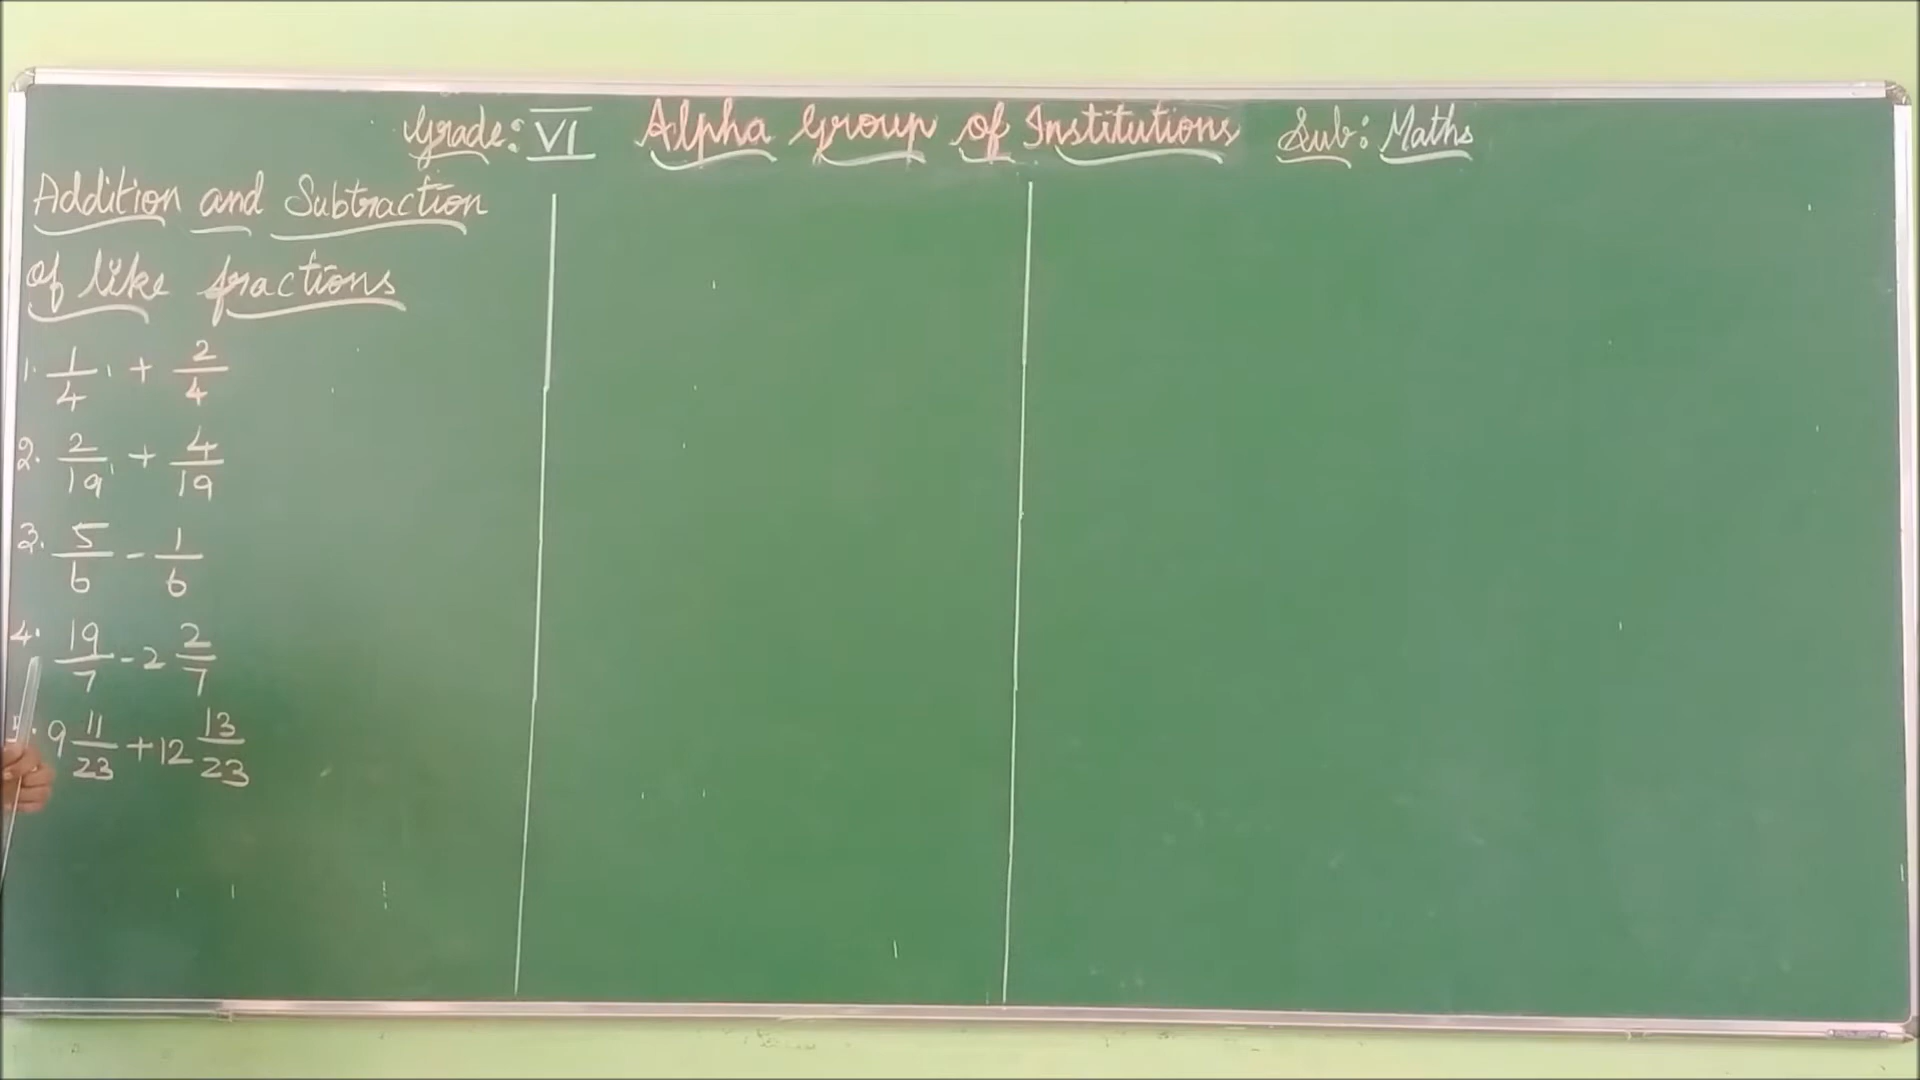 Grade: VI Alpha Group of Institutions Sub: Maths
Addition and Subtraction
of like fractions
1. 1/4 + 2/4
2. 2/19 + 4/19
3. 5/6 - 1/6
4. 19/7 - 2 2/7
9 11/23 + 12 13/23